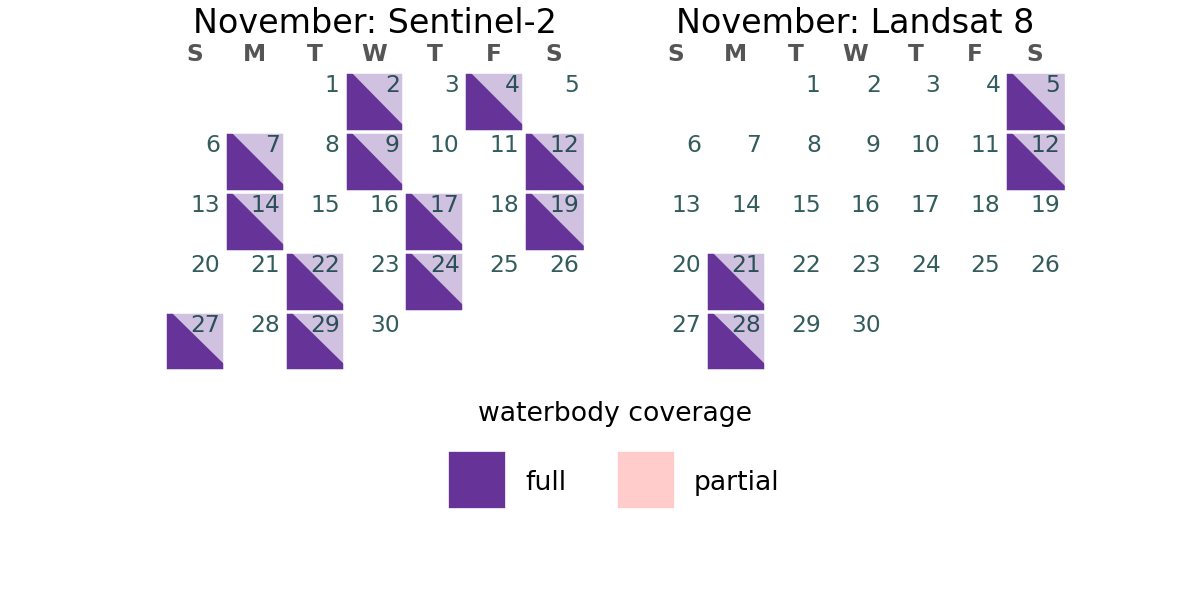 November: Sentinel-2
S M T W T F S
1 2 3 4 5
6 7 8 9 10 11 12
13 14 15 16 17 18 19
20 21 22 23 24 25 26
27 28 29 30
November: Landsat 8
S M T W T F S
1 2 3 4 5
6 7 8 9 10 11 12
13 14 15 16 17 18 19
20 21 22 23 24 25 26
27 28 29 30
waterbody coverage
full
partial